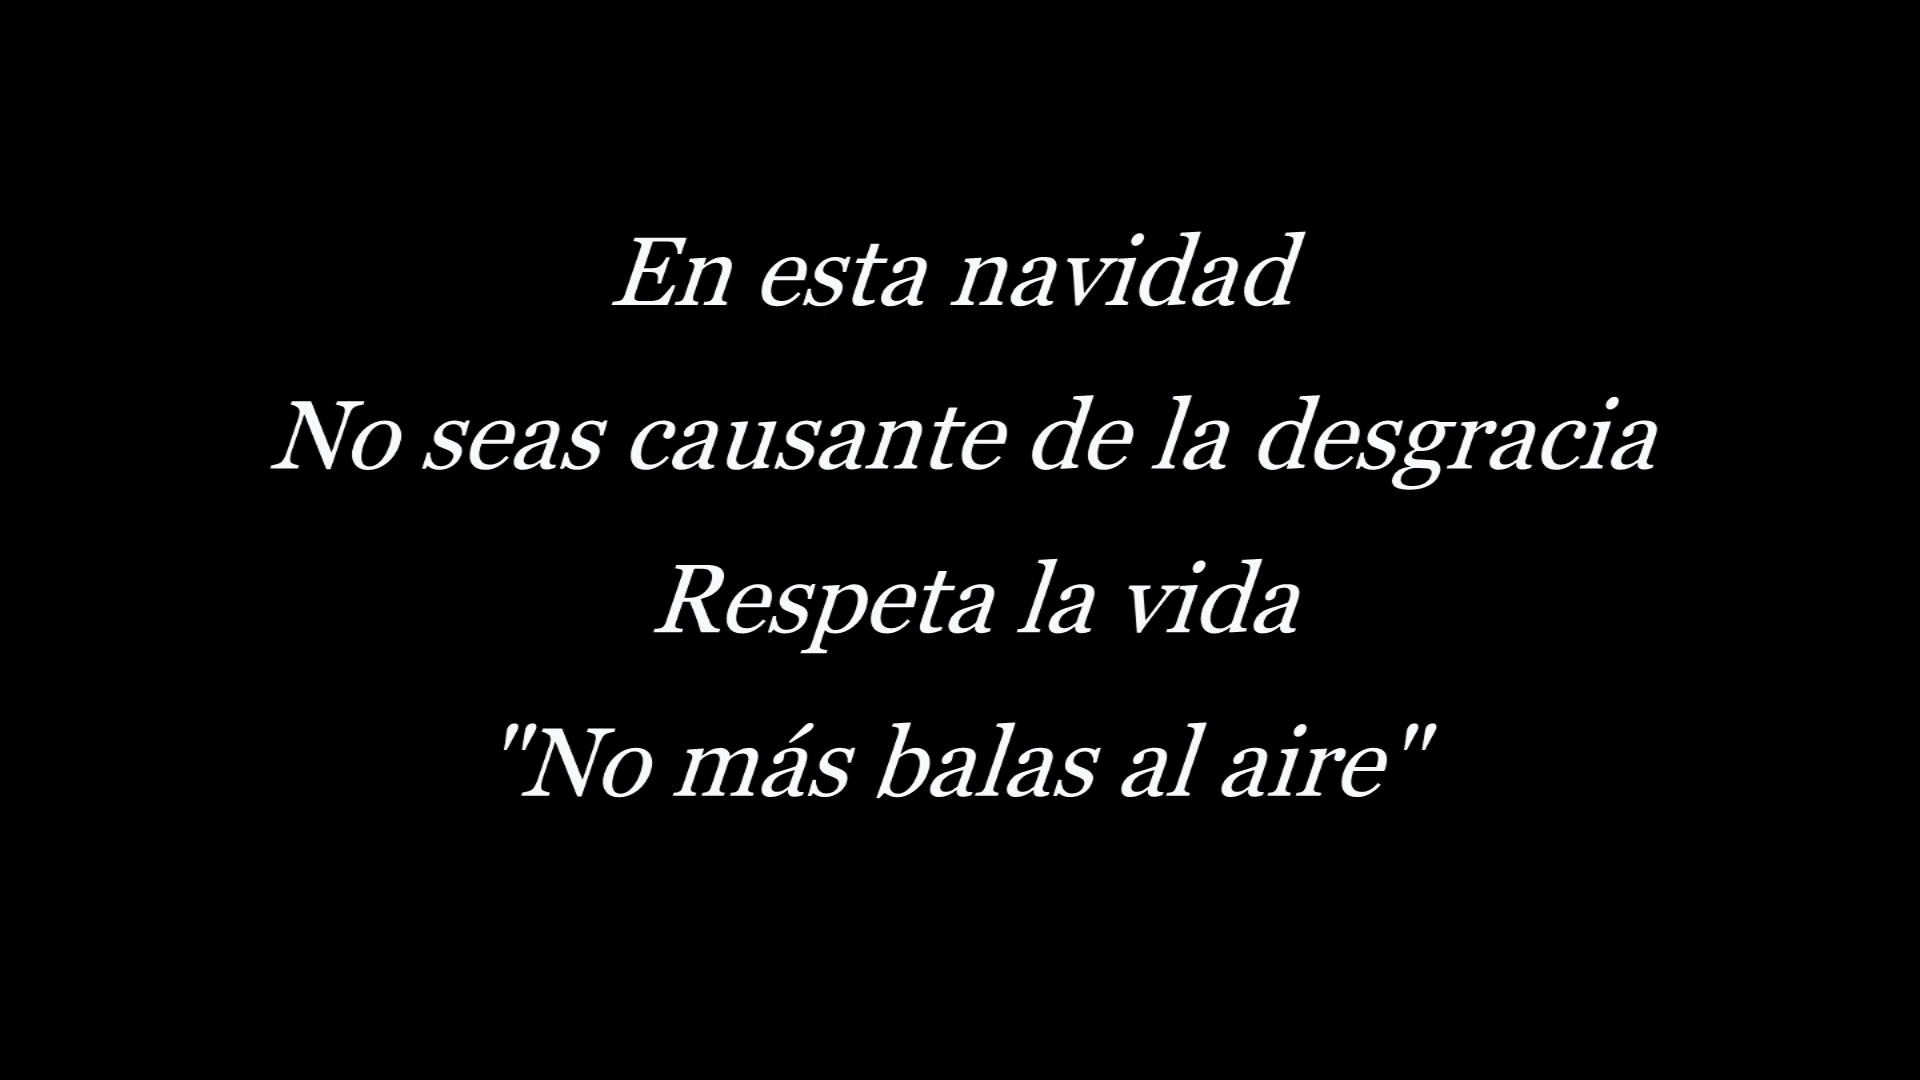 En esta navidad
No seas causante de la desgracia
Respeta la vida
"No más balas al aire"